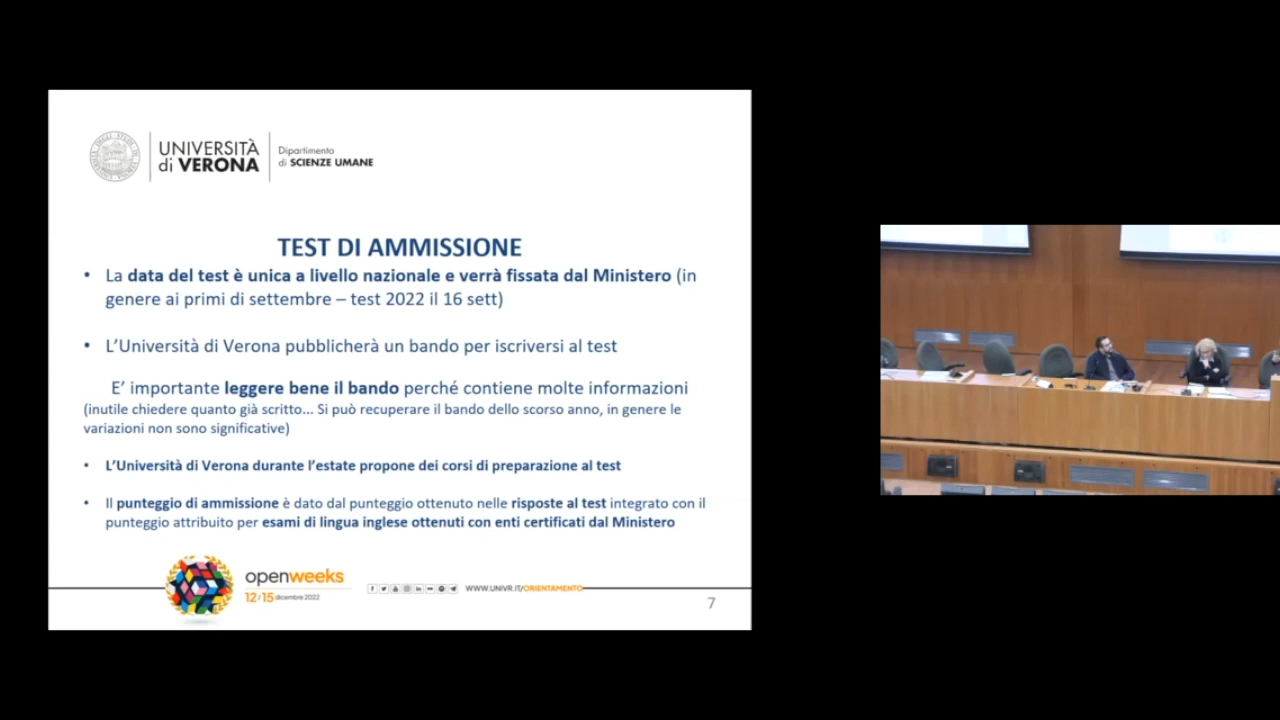 UNIVERSITÀ
di VERONA
Dipartimento
di SCIENZE UMANE
TEST DI AMMISSIONE
• La data del test è unica a livello nazionale e verrà fissata dal Ministero (in
genere ai primi di settembre – test 2022 il 16 sett)
• L’Università di Verona pubblicherà un bando per iscriversi al test
E’ importante leggere bene il bando perché contiene molte informazioni
(inutile chiedere quanto già scritto... Si può recuperare il bando dello scorso anno, in genere le
variazioni non sono significative)
• L’Università di Verona durante l’estate propone dei corsi di preparazione al test
• Il punteggio di ammissione è dato dal punteggio ottenuto nelle risposte al test integrato con il
punteggio attribuito per esami di lingua inglese ottenuti con enti certificati dal Ministero
openweeks
12/15 dicembre 2022
WWW.UNIVR.IT/ORIENTAMENTO
7